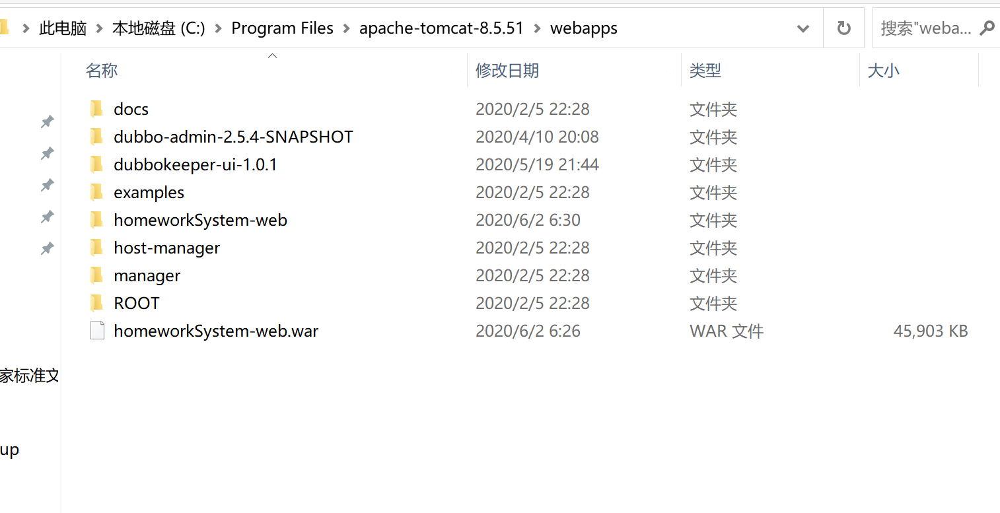 此电脑 本地磁盘 (C:) Program Files apache-tomcat-8.5.51 webapps 搜索"weba...
名称 修改日期 类型 大小
docs 2020/2/5 22:28 文件夹
dubbo-admin-2.5.4-SNAPSHOT 2020/4/10 20:08 文件夹
dubbokeeper-ui-1.0.1 2020/5/19 21:44 文件夹
examples 2020/2/5 22:28 文件夹
homeworkSystem-web 2020/6/2 6:30 文件夹
host-manager 2020/2/5 22:28 文件夹
manager 2020/2/5 22:28 文件夹
ROOT 2020/2/5 22:28 文件夹
homeworkSystem-web.war 2020/6/2 6:26 WAR 文件 45,903 KB
家标准文
up